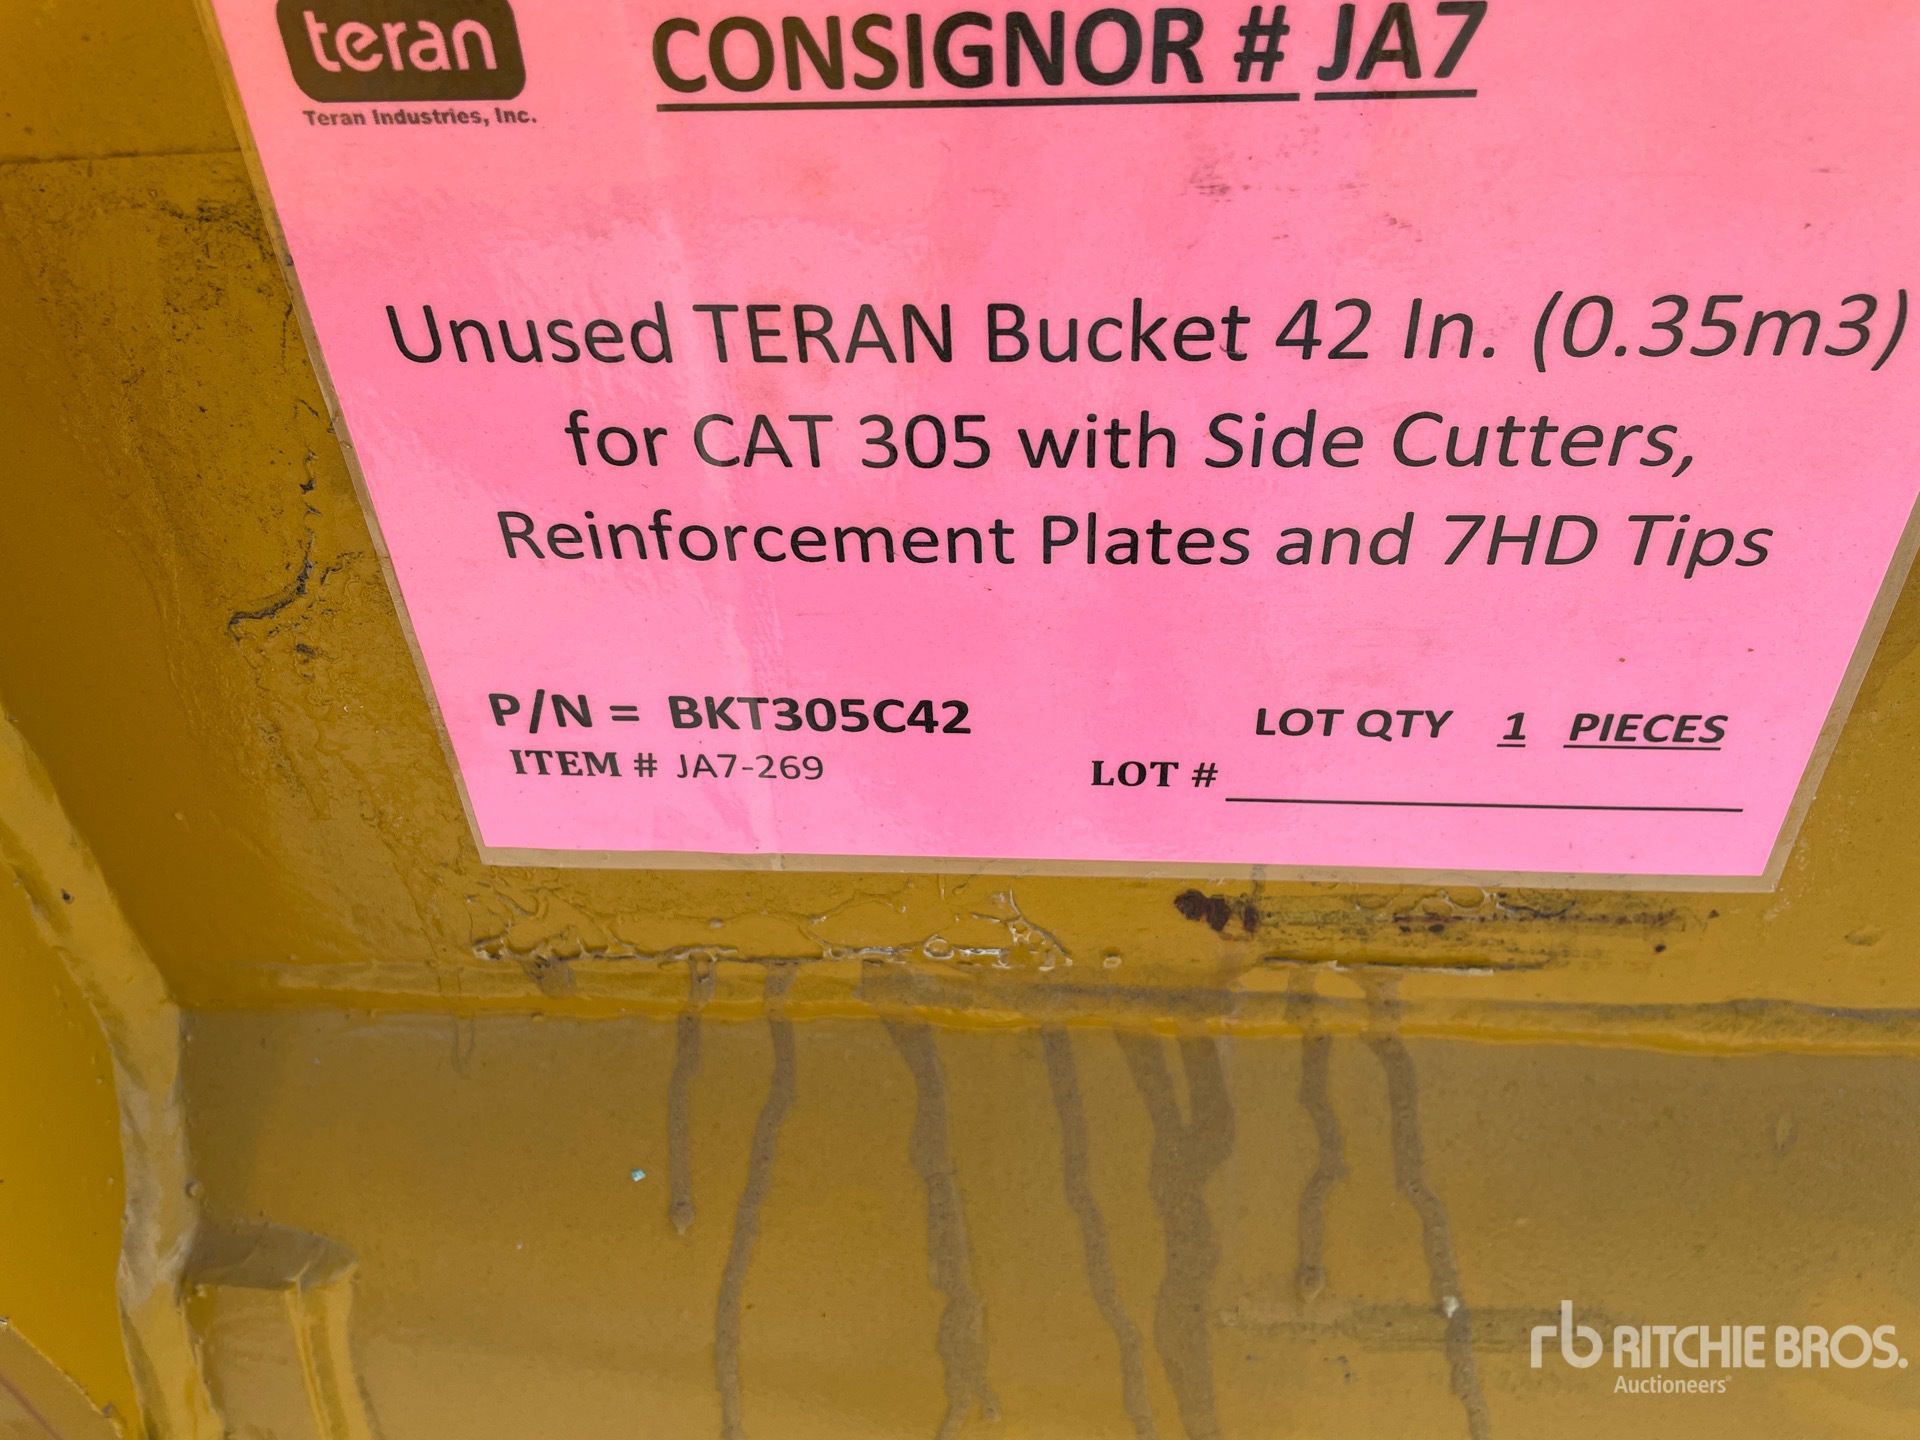 teran
Teran Industries, Inc.
CONSIGNOR # JA7
Unused TERAN Bucket 42 In. (0.35m3)
for CAT 305 with Side Cutters,
Reinforcement Plates and 7HD Tips
P/N = BKT305C42
LOT QTY 1 PIECES
ITEM # JA7-269
LOT #
rb RITCHIE BROS.
Auctioneers